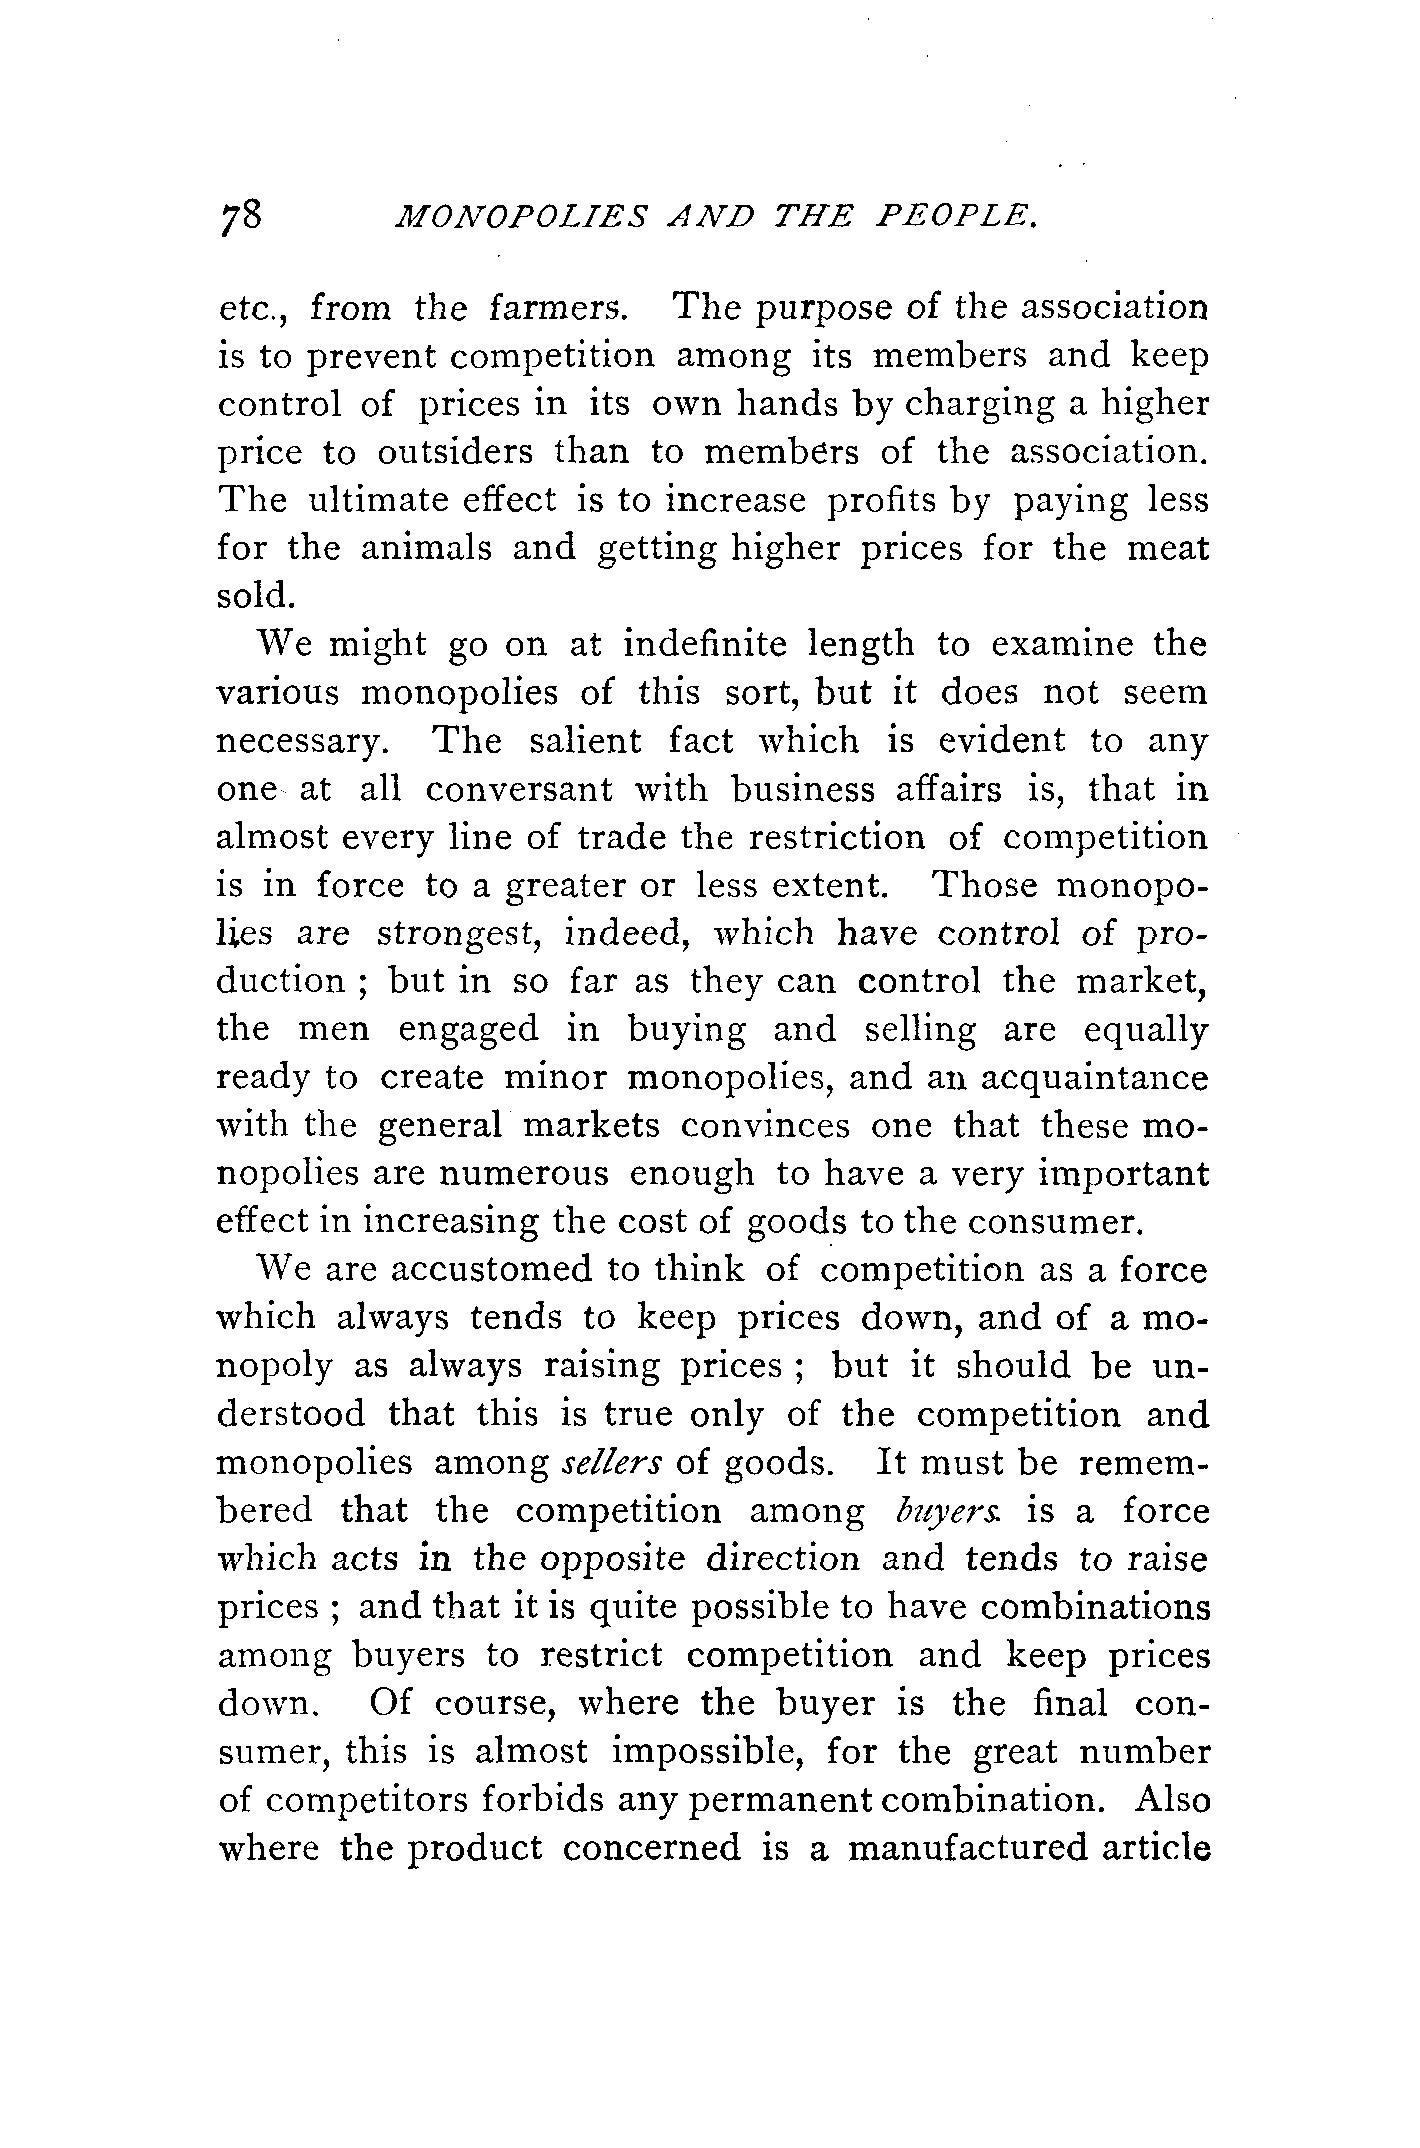 78 MONOPOLIES AND THE PEOPLE.
etc., from the farmers. The purpose of the association
is to prevent competition among its members and keep
control of prices in its own hands by charging a higher
price to outsiders than to members of the association.
The ultimate effect is to increase profits by paying less
for the animals and getting higher prices for the meat
sold.
We might go on at indefinite length to examine the
various monopolies of this sort, but it does not seem
necessary. The salient fact which is evident to any
one at all conversant with business affairs is, that in
almost every line of trade the restriction of competition
is in force to a greater or less extent. Those monopo-
lies are strongest, indeed, which have control of pro-
duction ; but in so far as they can control the market,
the men engaged in buying and selling are equally
ready to create minor monopolies, and an acquaintance
with the general markets convinces one that these mo-
nopolies are numerous enough to have a very important
effect in increasing the cost of goods to the consumer.
We are accustomed to think of competition as a force
which always tends to keep prices down, and of a mo-
nopoly as always raising prices ; but it should be un-
derstood that this is true only of the competition and
monopolies among sellers of goods. It must be remem-
bered that the competition among buyers is a force
which acts in the opposite direction and tends to raise
prices ; and that it is quite possible to have combinations
among buyers to restrict competition and keep prices
down. Of course, where the buyer is the final con-
sumer, this is almost impossible, for the great number
of competitors forbids any permanent combination. Also
where the product concerned is a manufactured article